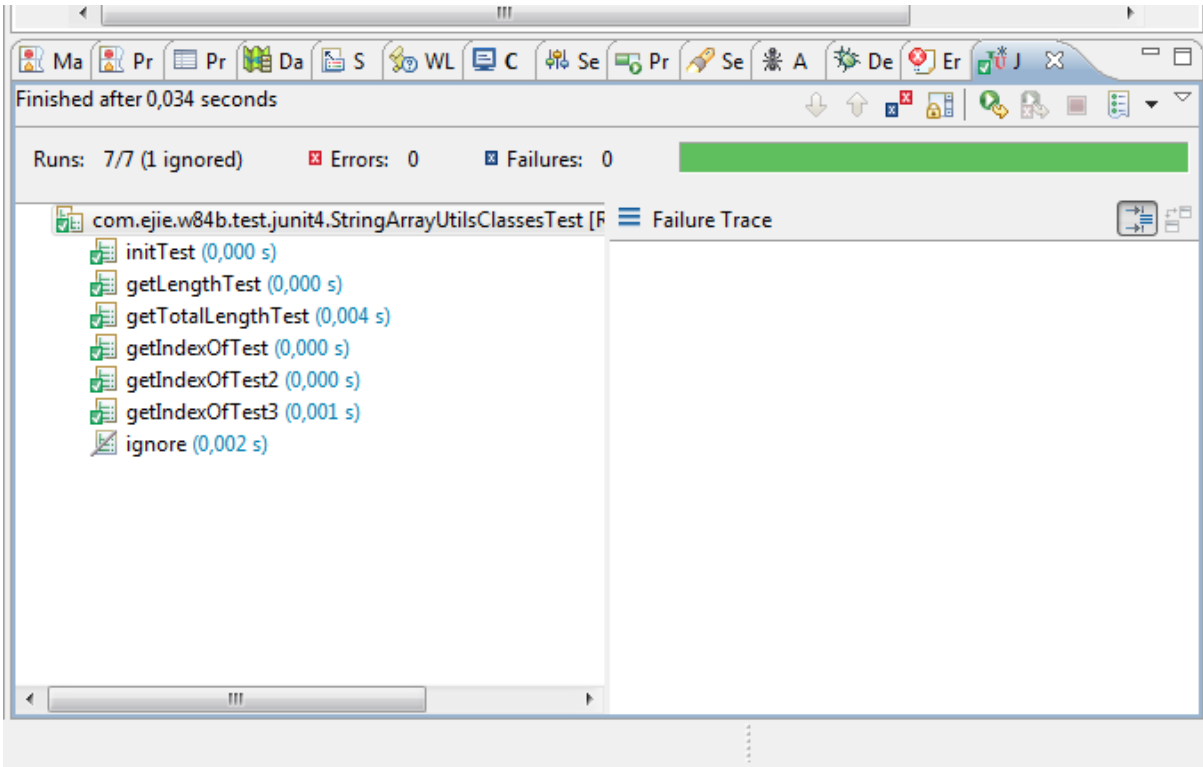 Ma Pr Pr Da S WL C Se Pr Se A De Er J
Finished after 0,034 seconds
Runs: 7/7 (1 ignored) Errors: 0 Failures: 0
com.ejie.w84b.test.junit4.StringArrayUtilsClassesTest [R
Failure Trace
initTest (0,000 s)
getLengthTest (0,000 s)
getTotalLengthTest (0,004 s)
getIndexOfTest (0,000 s)
getIndexOfTest2 (0,000 s)
getIndexOfTest3 (0,001 s)
ignore (0,002 s)